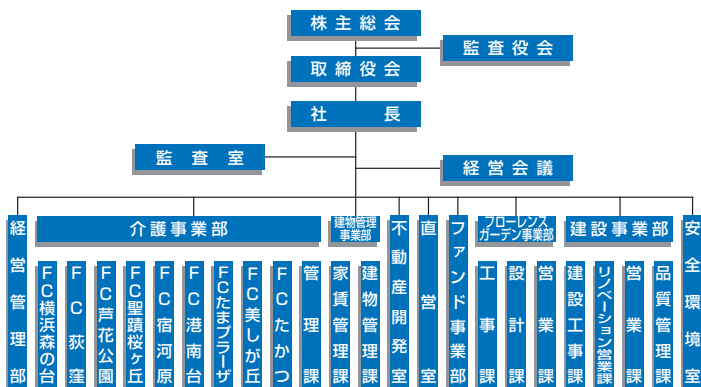 株主総会
監査役会
取締役会
社長
監査室
経営会議
経営管理部
介護事業部
建物管理
事業部
不動産開発室
直営室
ファンド事業部
フローレンス
ガーデン事業部
建設事業部
安全環境室
FC横浜森の台
FC荻窪
FC芦花公園
FC聖蹟桜ヶ丘
FC宿河原
FC港南台
FCたまプラーザ
FC美しが丘
FCたかつ
管理課
家賃管理課
建物管理課
工事課
設計課
営業課
建設工事課
リノベーション営業課
営業課
品質管理課